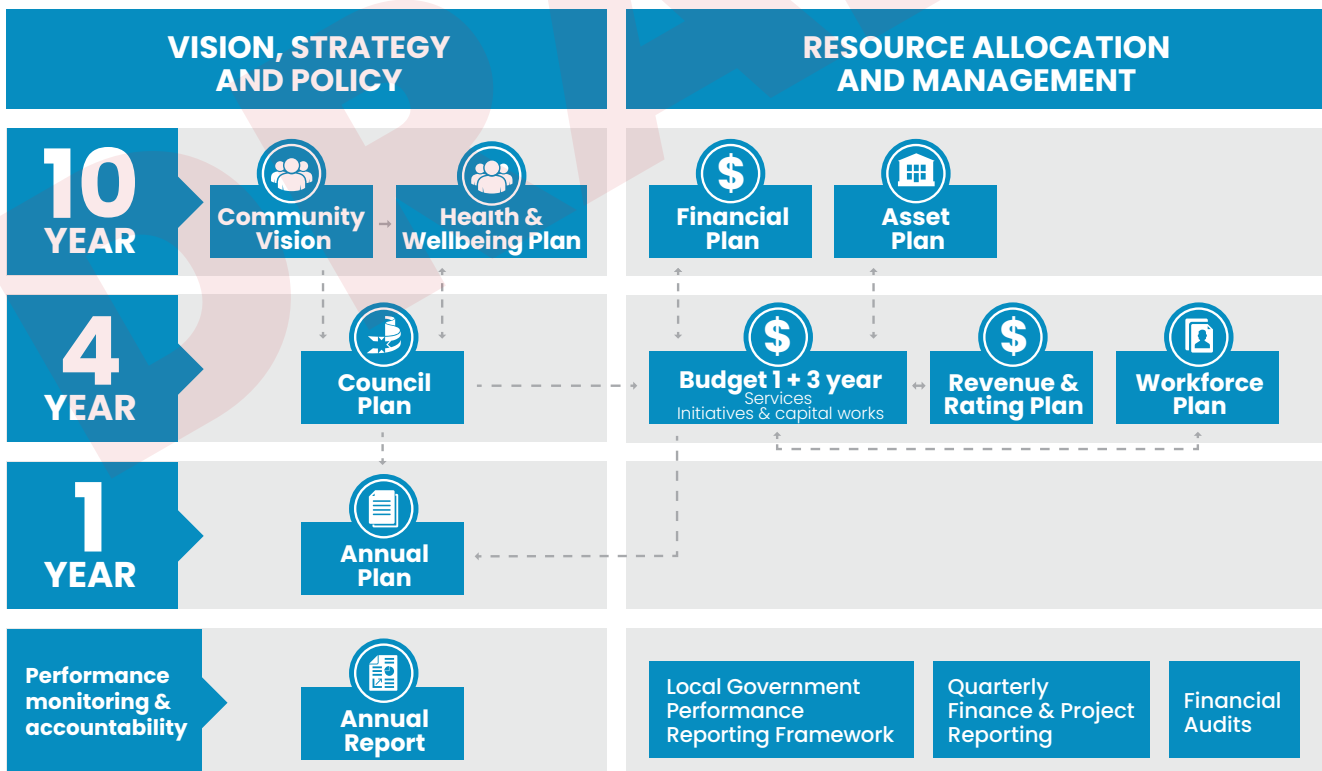 VISION, STRATEGY
AND POLICY
RESOURCE ALLOCATION
AND MANAGEMENT
10
YEAR
Community
Vision
Health &
Wellbeing Plan
$
Financial
Plan
Asset
Plan
4
YEAR
Council
Plan
$
Budget 1 + 3 year
Services
Initiatives & capital works
$
Revenue &
Rating Plan
Workforce
Plan
1
YEAR
Annual
Plan
Performance
monitoring &
accountability
Annual
Report
Local Government
Performance
Reporting Framework
Quarterly
Finance & Project
Reporting
Financial
Audits